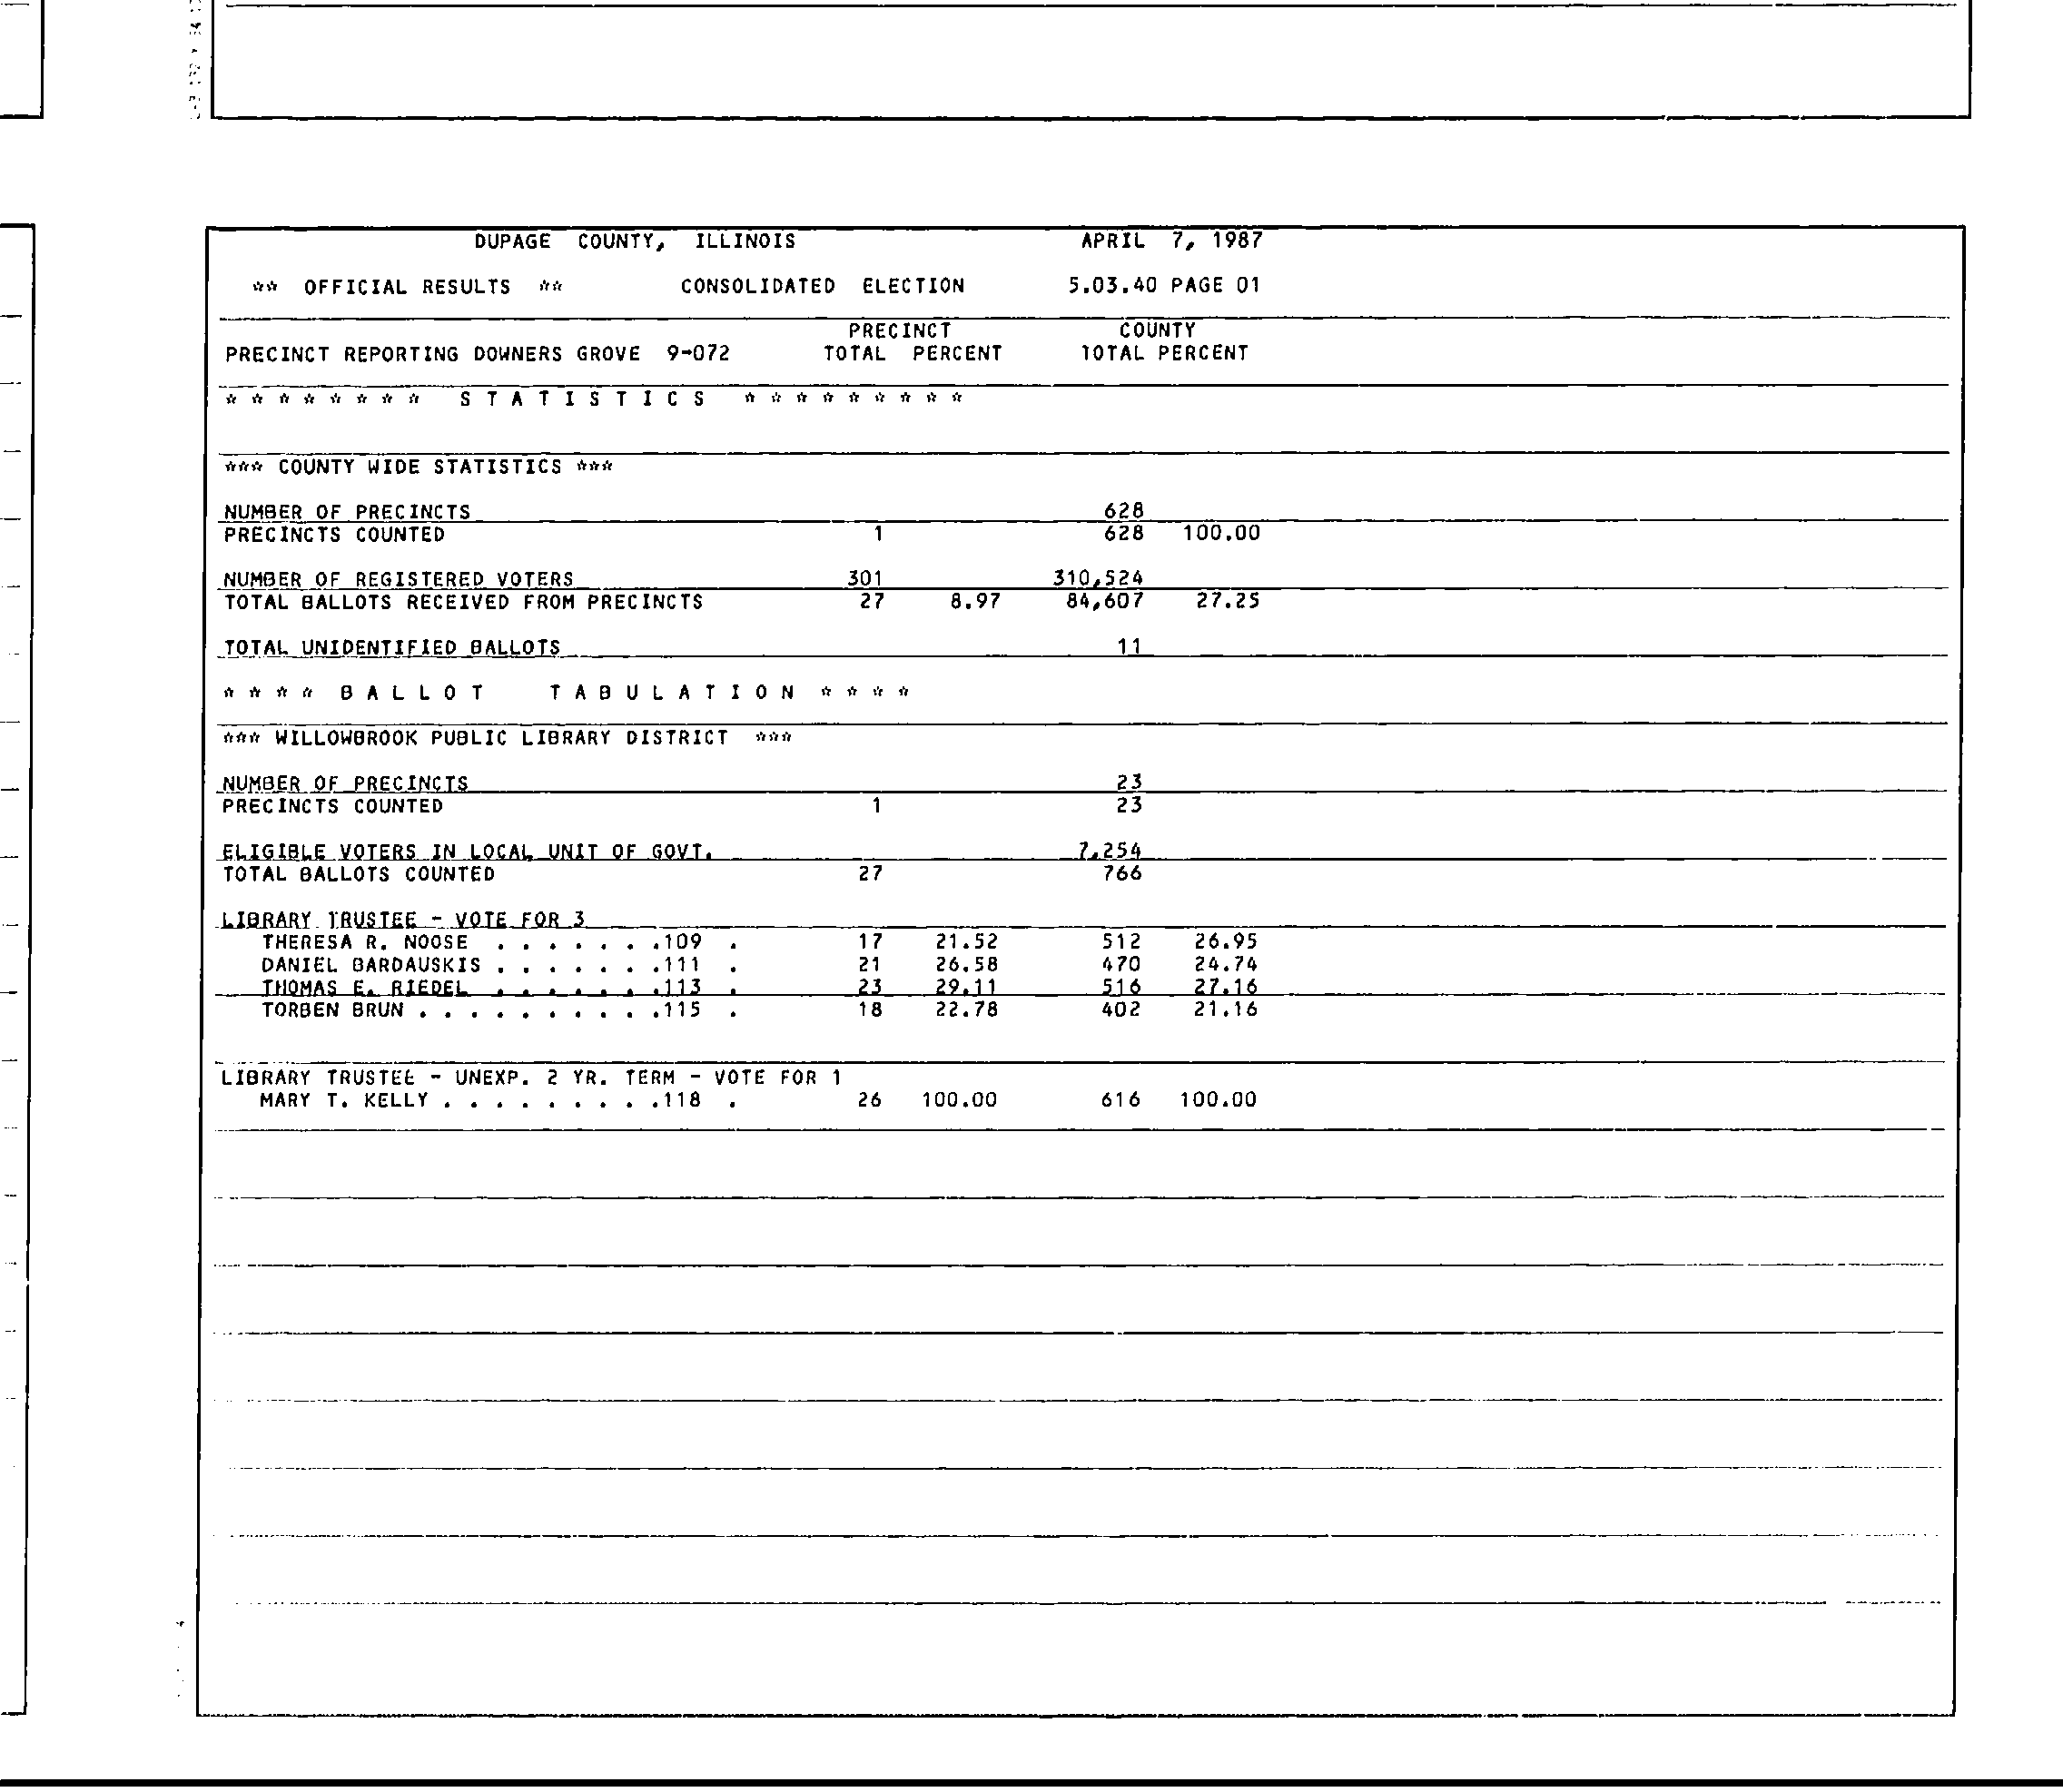 DUPAGE COUNTY, ILLINOIS APRIL 7, 1987
** OFFICIAL RESULTS ** CONSOLIDATED ELECTION 5.03.40 PAGE 01
PRECINCT COUNTY
PRECINCT REPORTING DOWNERS GROVE 9-072 TOTAL PERCENT TOTAL PERCENT
* * * * * * * * S T A T I S T I C S * * * * * * * * *
*** COUNTY WIDE STATISTICS ***
NUMBER OF PRECINCTS 628
PRECINCTS COUNTED 1 628 100.00
NUMBER OF REGISTERED VOTERS 301 310,524
TOTAL BALLOTS RECEIVED FROM PRECINCTS 27 8.97 84,607 27.25
TOTAL UNIDENTIFIED BALLOTS 11
* * * * B A L L O T T A B U L A T I O N * * * *
*** WILLOWBROOK PUBLIC LIBRARY DISTRICT ***
NUMBER OF PRECINCTS 23
PRECINCTS COUNTED 1 23
ELIGIBLE VOTERS IN LOCAL UNIT OF GOVT. 7,254
TOTAL BALLOTS COUNTED 27 766
LIBRARY TRUSTEE - VOTE FOR 3
THERESA R. NOOSE . . . . . . .109 . 17 21.52 512 26.95
DANIEL BARDAUSKIS . . . . . . .111 . 21 26.58 470 24.74
THOMAS E. RIEDEL . . . . . . .113 . 23 29.11 516 27.16
TORBEN BRUN . . . . . . . . . .115 . 18 22.78 402 21.16
LIBRARY TRUSTEE - UNEXP. 2 YR. TERM - VOTE FOR 1
MARY T. KELLY . . . . . . . . .118 . 26 100.00 616 100.00